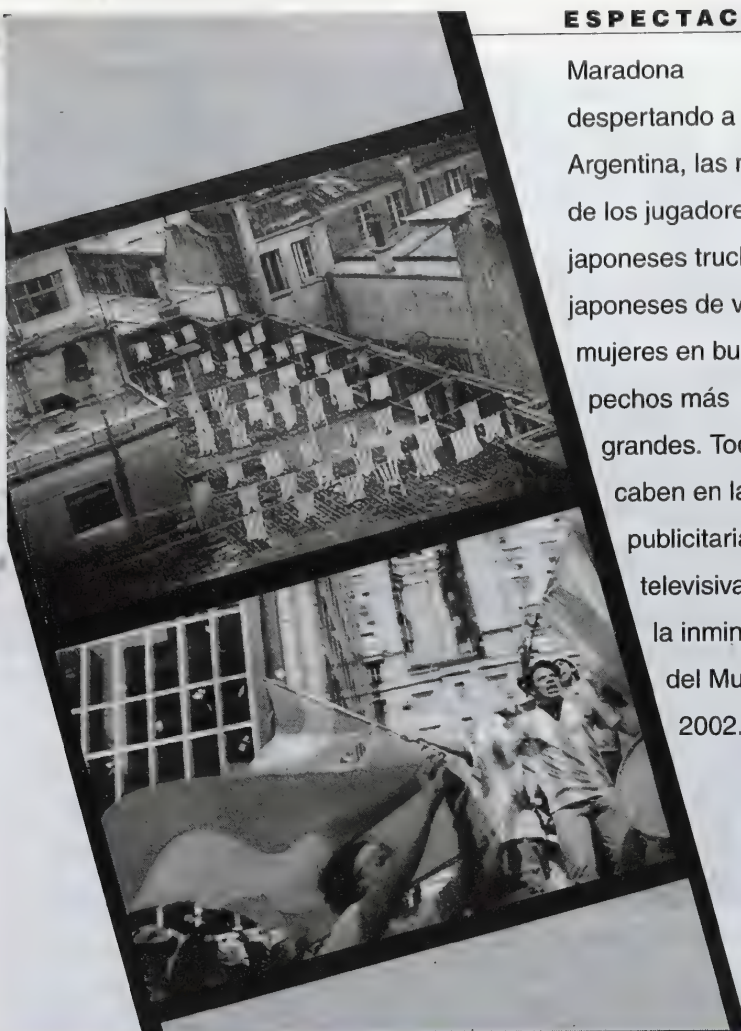 ESPECTAC
Maradona
despertando a
Argentina, las
de los jugadore
japoneses truc
japoneses de v
mujeres en bu
pechos más
grandes. Tod
caben en la
publicitaria
televisiva
la inmin
del Mu
2002.